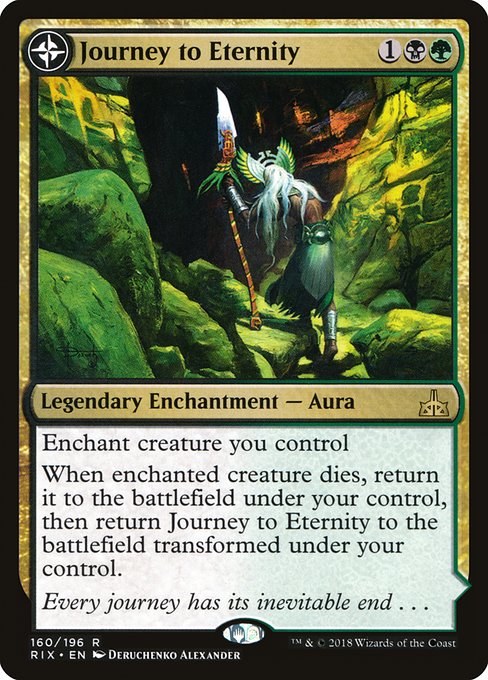 Journey to Eternity 1
Legendary Enchantment — Aura
Enchant creature you control
When enchanted creature dies, return
it to the battlefield under your control,
then return Journey to Eternity to the
battlefield transformed under your
control.
Every journey has its inevitable end . . .
160/196 R
RIX • EN Deruchenko Alexander
™ & © 2018 Wizards of the Coast